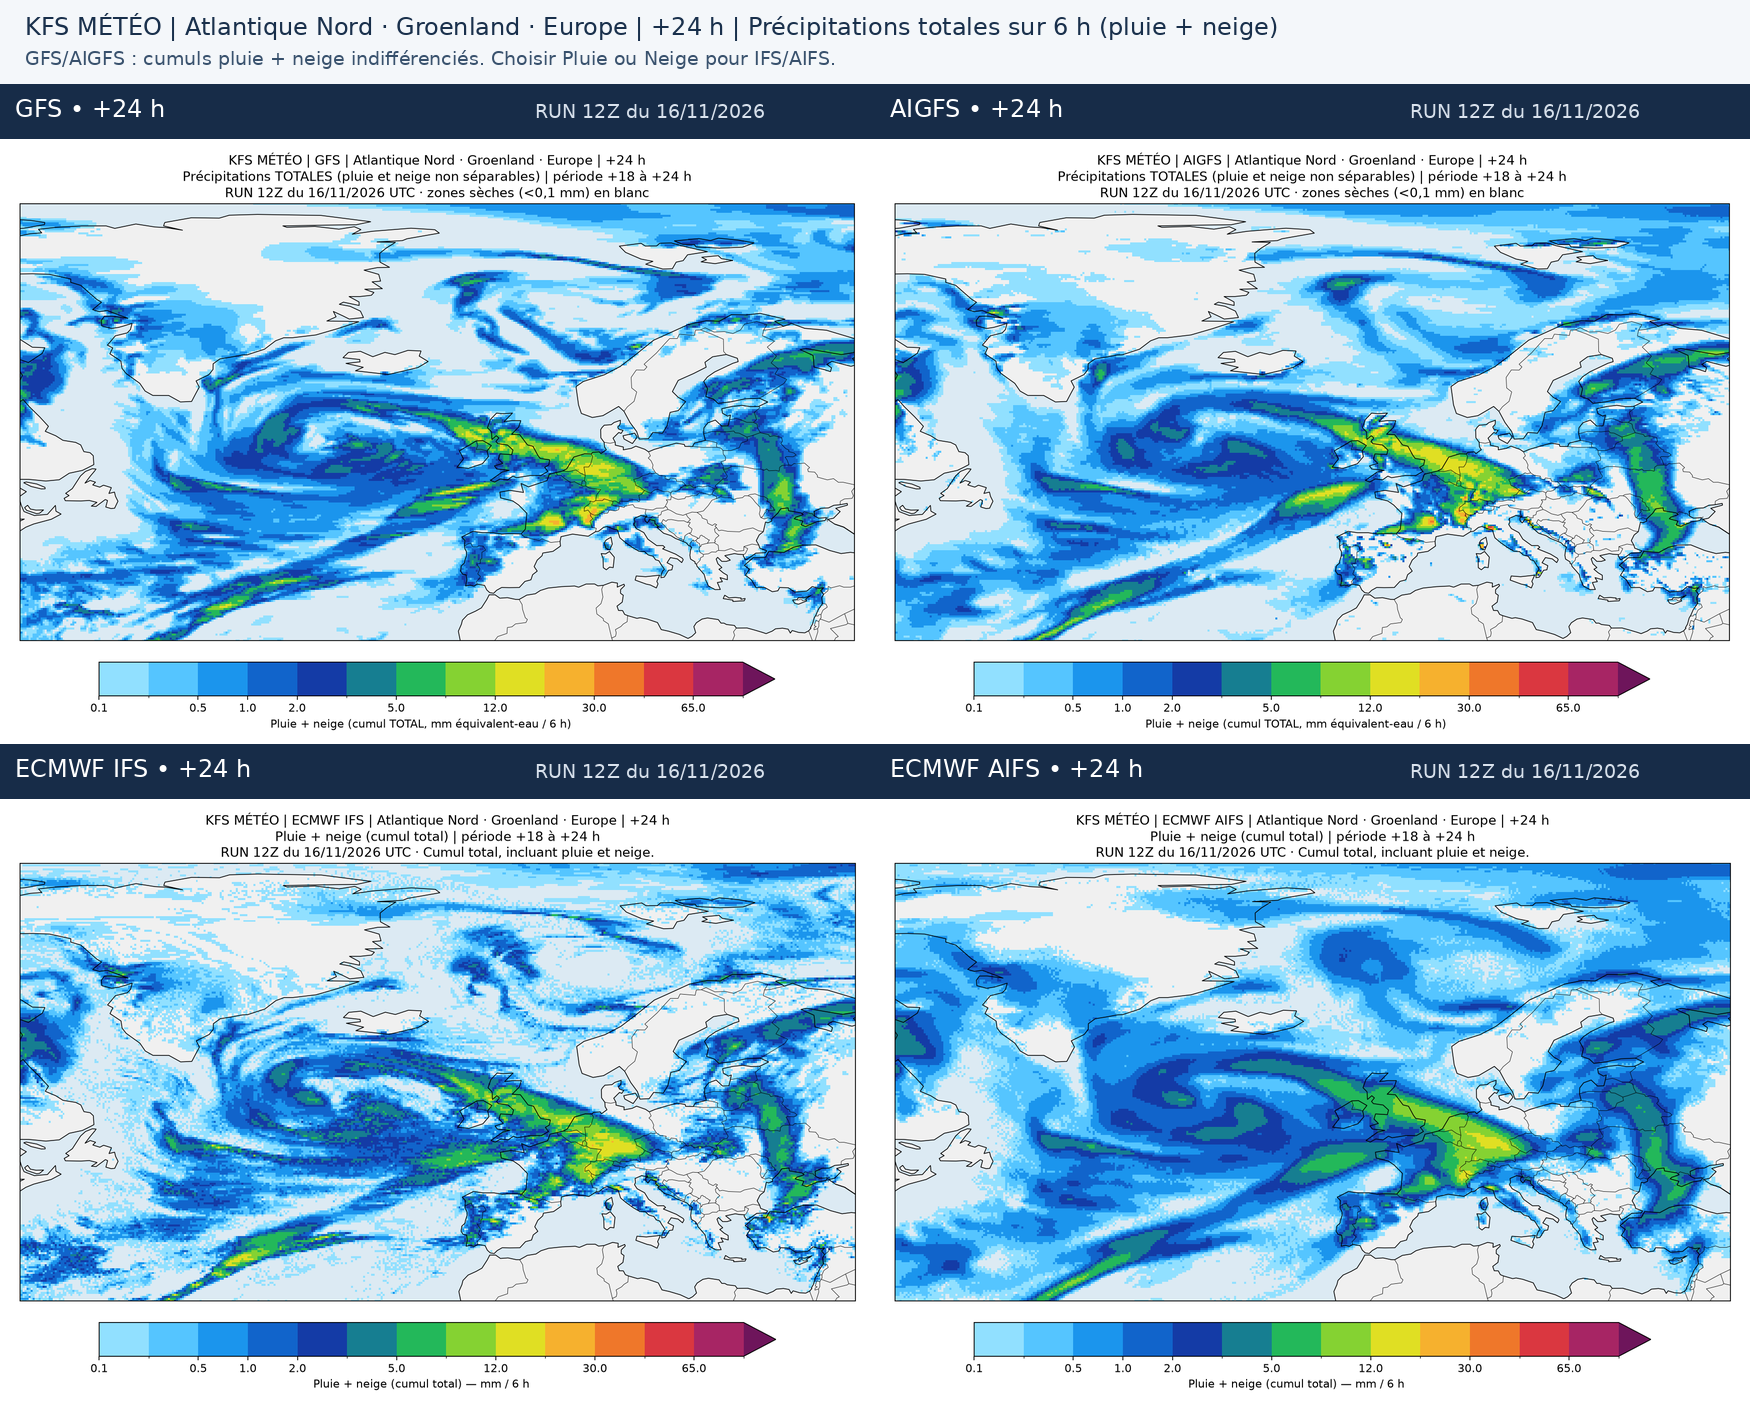 KFS MÉTÉO | Atlantique Nord · Groenland · Europe | +24 h | Précipitations totales sur 6 h (pluie + neige)
GFS/AIGFS : cumuls pluie + neige indifférenciés. Choisir Pluie ou Neige pour IFS/AIFS.
GFS • +24 h
RUN 12Z du 16/11/2026
KFS MÉTÉO | GFS | Atlantique Nord · Groenland · Europe | +24 h
Précipitations TOTALES (pluie et neige non séparables) | période +18 à +24 h
RUN 12Z du 16/11/2026 UTC · zones sèches (<0,1 mm) en blanc
0.1 0.5 1.0 2.0 5.0 12.0 30.0 65.0
Pluie + neige (cumul TOTAL, mm équivalent-eau / 6 h)
AIGFS • +24 h
RUN 12Z du 16/11/2026
KFS MÉTÉO | AIGFS | Atlantique Nord · Groenland · Europe | +24 h
Précipitations TOTALES (pluie et neige non séparables) | période +18 à +24 h
RUN 12Z du 16/11/2026 UTC · zones sèches (<0,1 mm) en blanc
0.1 0.5 1.0 2.0 5.0 12.0 30.0 65.0
Pluie + neige (cumul TOTAL, mm équivalent-eau / 6 h)
ECMWF IFS • +24 h
RUN 12Z du 16/11/2026
KFS MÉTÉO | ECMWF IFS | Atlantique Nord · Groenland · Europe | +24 h
Pluie + neige (cumul total) | période +18 à +24 h
RUN 12Z du 16/11/2026 UTC · Cumul total, incluant pluie et neige.
0.1 0.5 1.0 2.0 5.0 12.0 30.0 65.0
Pluie + neige (cumul total) — mm / 6 h
ECMWF AIFS • +24 h
RUN 12Z du 16/11/2026
KFS MÉTÉO | ECMWF AIFS | Atlantique Nord · Groenland · Europe | +24 h
Pluie + neige (cumul total) | période +18 à +24 h
RUN 12Z du 16/11/2026 UTC · Cumul total, incluant pluie et neige.
0.1 0.5 1.0 2.0 5.0 12.0 30.0 65.0
Pluie + neige (cumul total) — mm / 6 h